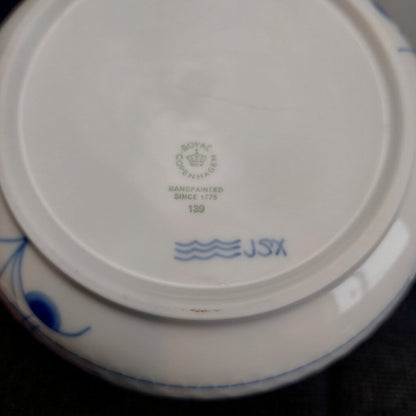 ROYAL
COPENHAGEN
HANDPAINTED
SINCE 1775
139
JSX